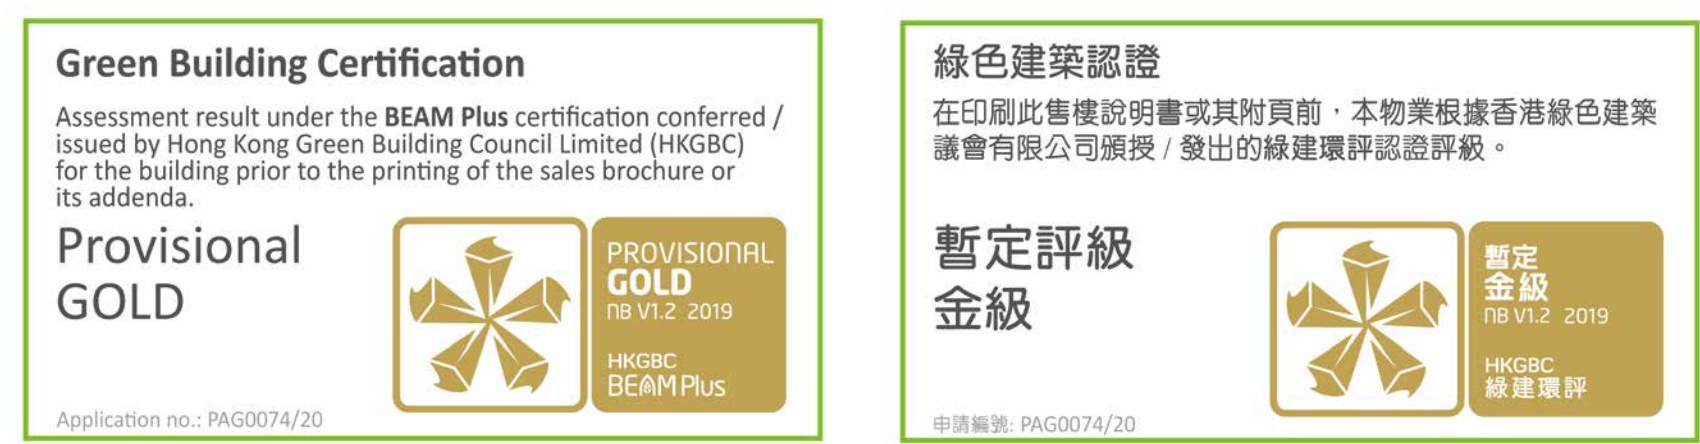 Green Building Certification
Assessment result under the BEAM Plus certification conferred /
issued by Hong Kong Green Building Council Limited (HKGBC)
for the building prior to the printing of the sales brochure or
its addenda.
Provisional
GOLD
PROVISIONAL
GOLD
NB V1.2 2019
HKGBC
BEAM Plus
Application no.: PAG0074/20
綠色建築認證
在印刷此售樓說明書或其附頁前，本物業根據香港綠色建築
議會有限公司頒授 / 發出的綠建環評認證評級。
暫定評級
金級
暫定
金級
NB V1.2 2019
HKGBC
綠建環評
申請編號: PAG0074/20